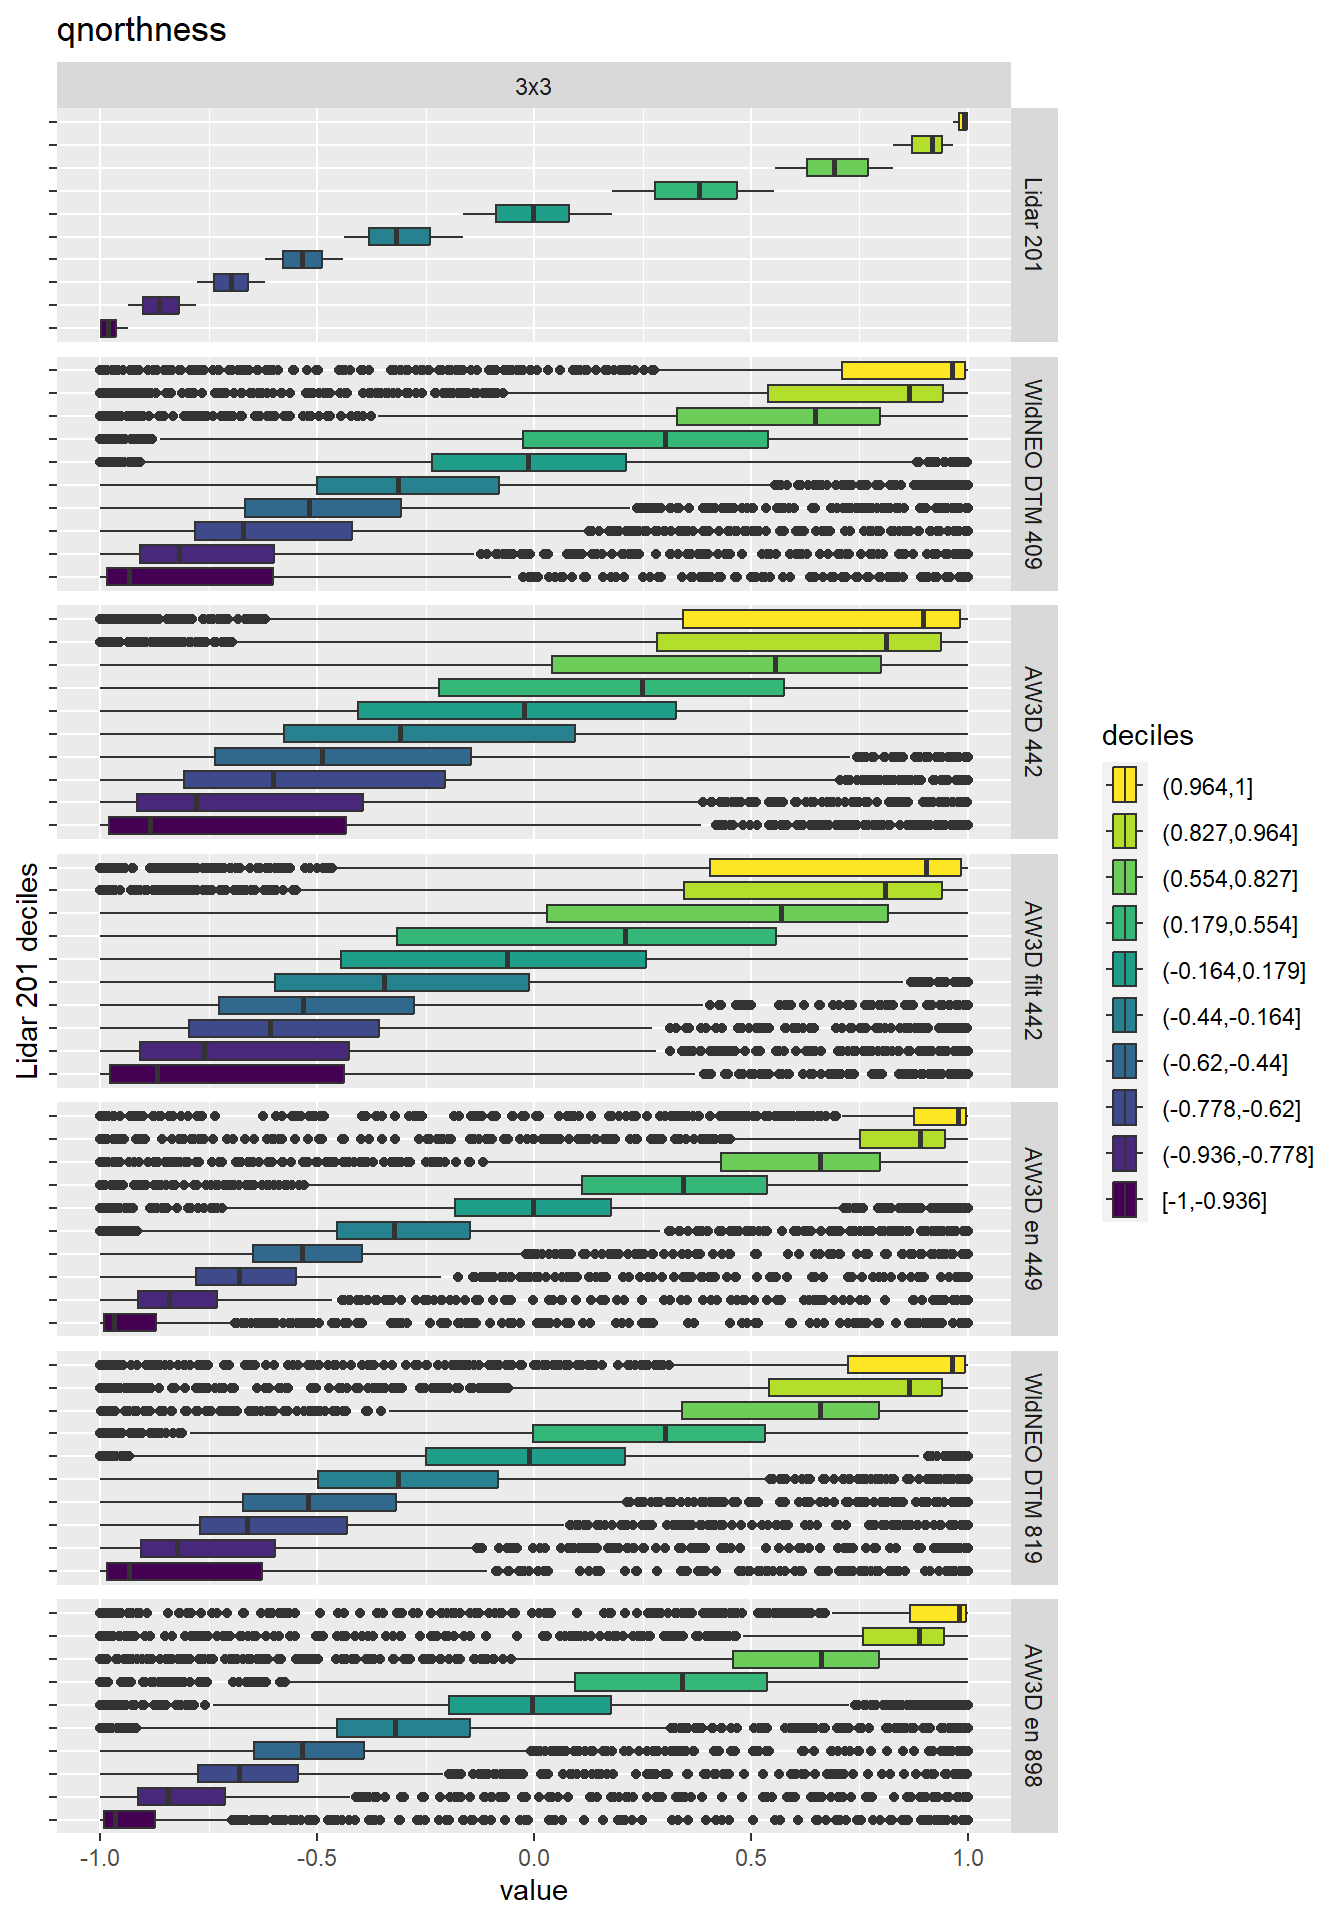 qnorthness
3x3
Lidar 201
WldNEO DTM 409
AW3D 442
AW3D filt 442
AW3D en 449
WldNEO DTM 819
AW3D en 898
Lidar 201 deciles
-1.0
-0.5
0.0
0.5
1.0
value
deciles
(0.964,1]
(0.827,0.964]
(0.554,0.827]
(0.179,0.554]
(-0.164,0.179]
(-0.44,-0.164]
(-0.62,-0.44]
(-0.778,-0.62]
(-0.936,-0.778]
[-1,-0.936]